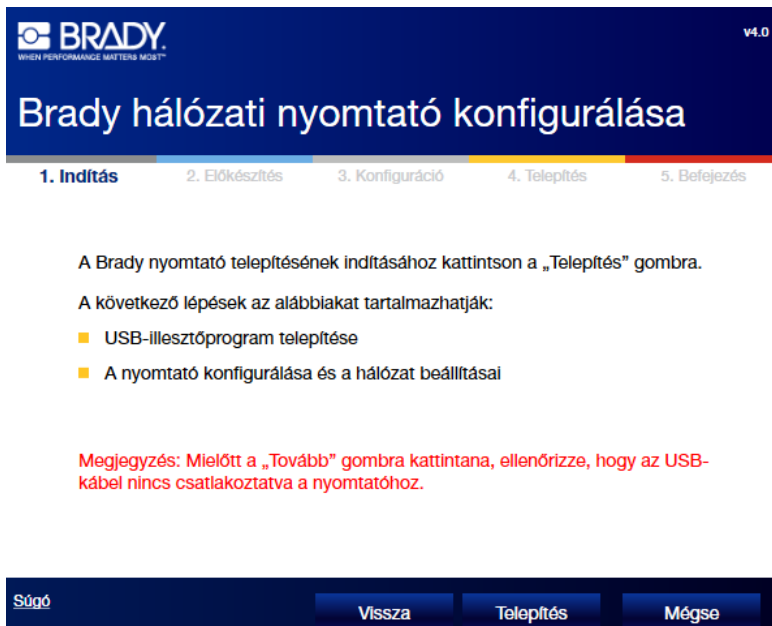 BRADY.
WHEN PERFORMANCE MATTERS MOST™
v4.0
Brady hálózati nyomtató konfigurálása
1. Indítás
2. Előkészítés
3. Konfiguráció
4. Telepítés
5. Befejezés
A Brady nyomtató telepítésének indításához kattintson a „Telepítés” gombra.
A következő lépések az alábbiakat tartalmazhatják:
USB-illesztőprogram telepítése
A nyomtató konfigurálása és a hálózat beállításai
Megjegyzés: Mielőtt a „Tovább” gombra kattintana, ellenőrizze, hogy az USB-
kábel nincs csatlakoztatva a nyomtatóhoz.
Súgó
Vissza
Telepítés
Mégse